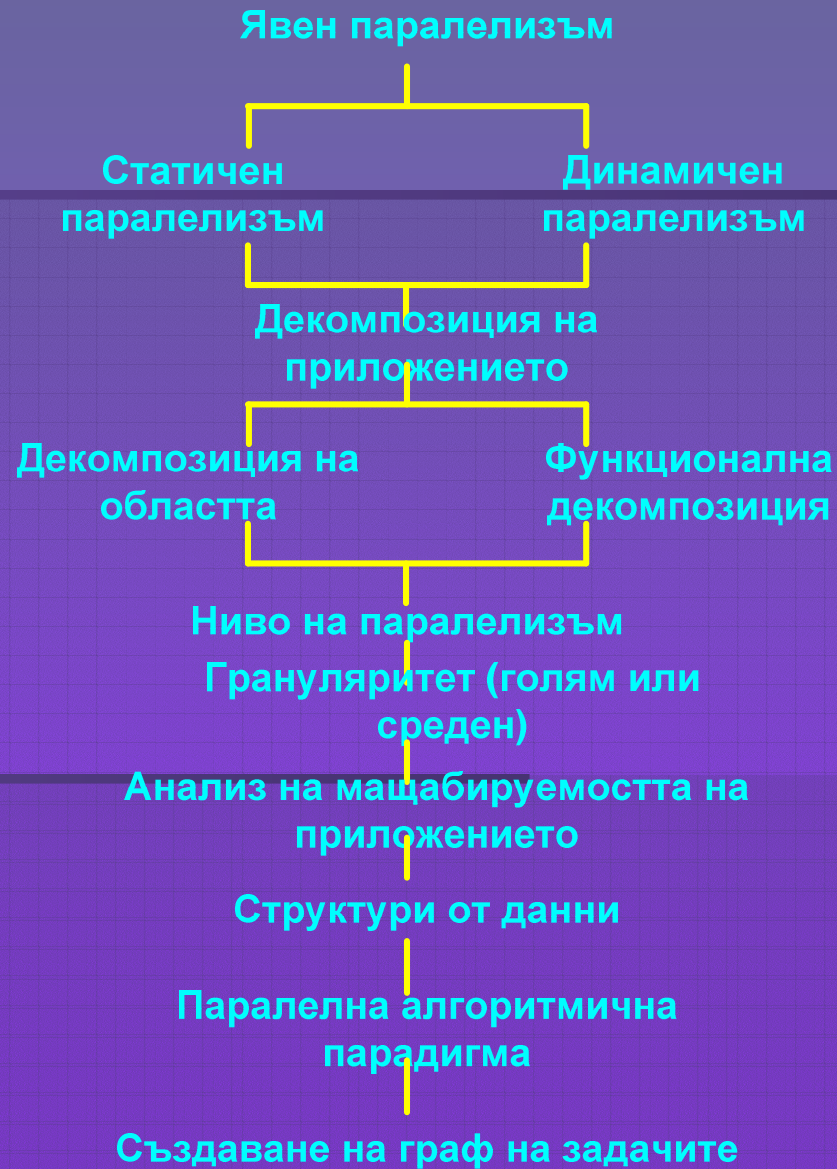 Явен паралелизъм
Статичен
паралелизъм
Динамичен
паралелизъм
Декомпозиция на
приложението
Декомпозиция на
областта
Функционална
декомпозиция
Ниво на паралелизъм
Грануляритет (голям или
среден)
Анализ на мащабируемостта на
приложението
Структури от данни
Паралелна алгоритмична
парадигма
Създаване на граф на задачите